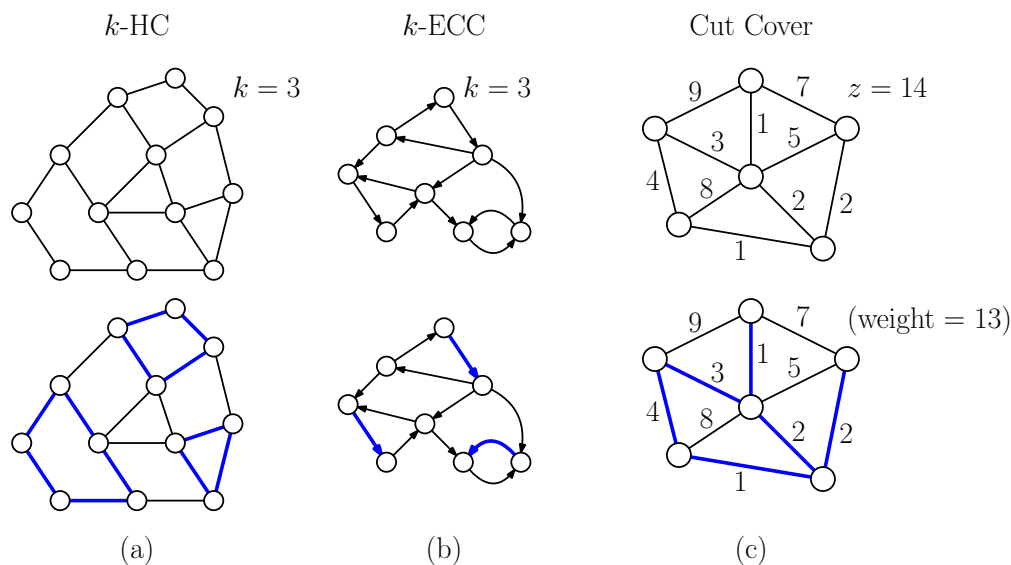 k-HC
k-ECC
Cut Cover
k = 3
k = 3
z = 14
9
7
3
1
5
4
8
2
2
1
(weight = 13)
9
7
3
1
5
4
8
2
2
1
(a)
(b)
(c)